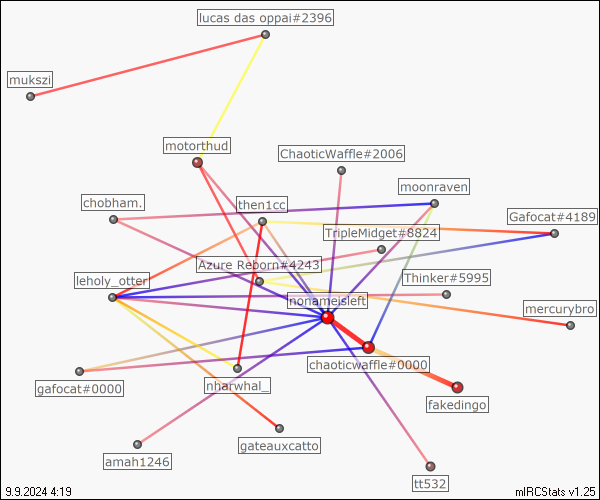 lucas das oppai#2396
mukszi
motorthud
ChaoticWaffle#2006
moonraven
chobham.
then1cc
Gafocat#4189
TripleMidget#8824
Azure Reborn#4243
leholy_otter
Thinker#5995
nonameisleft
mercurybro
chaoticwaffle#0000
gafocat#0000
nharwhal_
fakedingo
gateauxcatto
amah1246
tt532
9.9.2024 4:19
mIRCStats v1.25